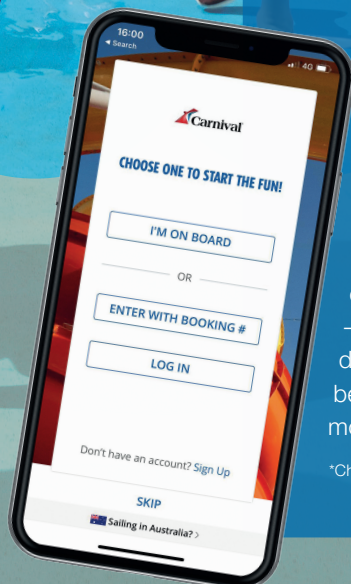 16:00
Search
4G
Carnival
CHOOSE ONE TO START THE FUN!
I'M ON BOARD
OR
ENTER WITH BOOKING #
LOG IN
Don't have an account? Sign Up
SKIP
Sailing in Australia?
be
*Ch